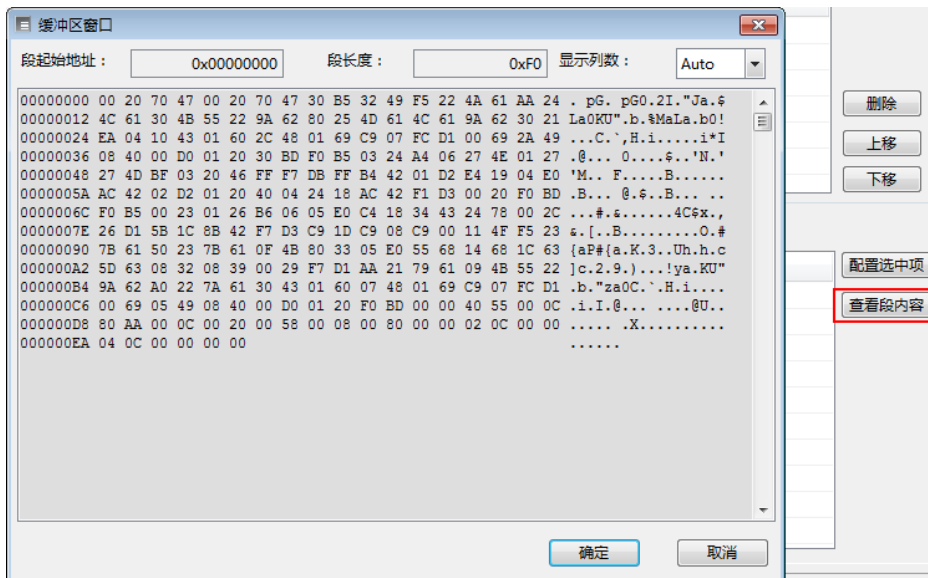 缓冲区窗口
段起始地址： 0x00000000 段长度： 0xF0 显示列数： Auto
00000000 00 20 70 47 00 20 70 47 30 B5 32 49 F5 22 4A 61 AA 24 . pG. pG0.2I."Ja.$
00000012 4C 61 30 4B 55 22 9A 62 80 25 4D 61 4C 61 9A 62 30 21 La0KU".b.%MaLa.b0!
00000024 EA 04 10 43 01 60 2C 48 01 69 C9 07 FC D1 00 69 2A 49 ...C.`,H.i.....i*I
00000036 08 40 00 D0 01 20 30 BD F0 B5 03 24 A4 06 27 4E 01 27 .@... 0....$..'N.'
00000048 27 4D BF 03 20 46 FF F7 DB FF B4 42 01 D2 E4 19 04 E0 'M.. F.....B......
0000005A AC 42 02 D2 01 20 40 04 24 18 AC 42 F1 D3 00 20 F0 BD .B... @.$..B... ..
0000006C F0 B5 00 23 01 26 B6 06 05 E0 C4 18 34 43 24 78 00 2C ...#.&......4C$x.,
0000007E 26 D1 5B 1C 8B 42 F7 D3 C9 1D C9 08 C9 00 11 4F F5 23 &.[..B.........O.#
00000090 7B 61 50 23 7B 61 0F 4B 80 33 05 E0 55 68 14 68 1C 63 {aP#{a.K.3..Uh.h.c
000000A2 5D 63 08 32 08 39 00 29 F7 D1 AA 21 79 61 09 4B 55 22 ]c.2.9.)...!ya.KU"
000000B4 9A 62 A0 22 7A 61 30 43 01 60 07 48 01 69 C9 07 FC D1 .b."za0C.`.H.i....
000000C6 00 69 05 49 08 40 00 D0 01 20 F0 BD 00 00 40 55 00 0C .i.I.@... ....@U..
000000D8 80 AA 00 0C 00 20 00 58 00 08 00 80 00 00 02 0C 00 00 ..... .X..........
000000EA 04 0C 00 00 00 00 ......
确定 取消
删除
上移
下移
配置选中项
查看段内容